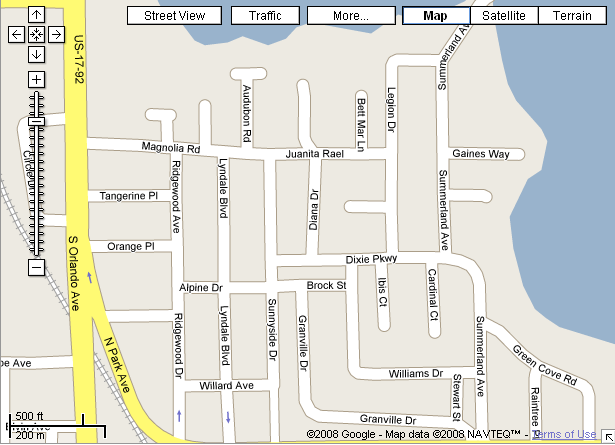 Street View
Traffic
More...
Map
Satellite
Terrain
US-17-92
Summerland Ave
Audubon Rd
Bett Mar Ln
Legion Dr
Magnolia Rd
Juanita Rael
Gaines Way
Ridgewood Ave
Lyndale Blvd
Diana Dr
Summerland Ave
Tangerine Pl
Orange Pl
S Orlando Ave
Dixie Pkwy
Alpine Dr
Brock St
Ibis Ct
Cardinal Ct
N Park Ave
Ridgewood Dr
Lyndale Blvd
Sunnyside Dr
Granville Dr
Summerland Ave
Green Cove Rd
Williams Dr
Willard Ave
Stewart St
Granville Dr
500 ft
200 m
©2008 Google - Map data ©2008 NAVTEQ™ - Terms of Use